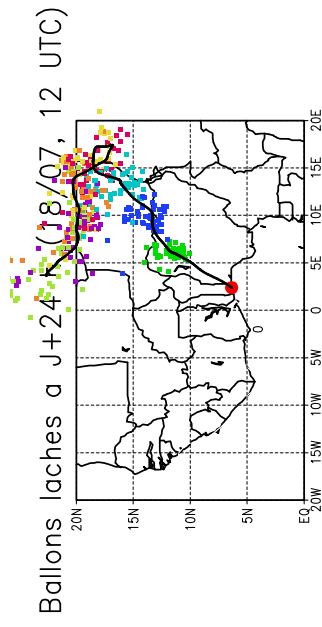 Ballons laches a J+24 (18/07, 12 UTC)
20N
15N
10N
5N
EQ
20W
15W
10W
5W
0
5E
10E
15E
20E
0